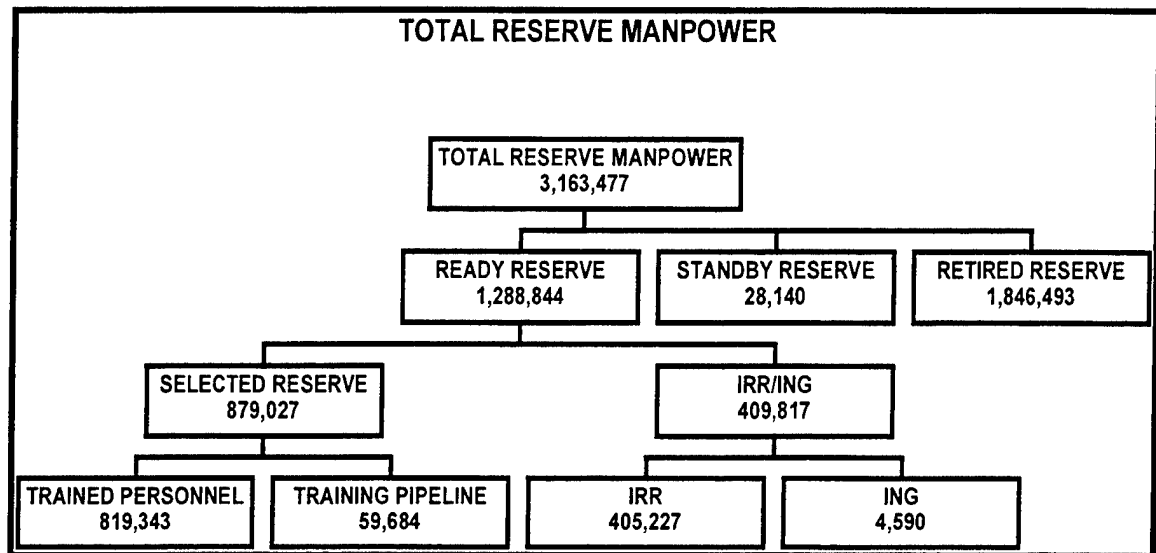 TOTAL RESERVE MANPOWER
TOTAL RESERVE MANPOWER
3,163,477
READY RESERVE
1,288,844
STANDBY RESERVE
28,140
RETIRED RESERVE
1,846,493
SELECTED RESERVE
879,027
IRR/ING
409,817
TRAINED PERSONNEL
819,343
TRAINING PIPELINE
59,684
IRR
405,227
ING
4,590